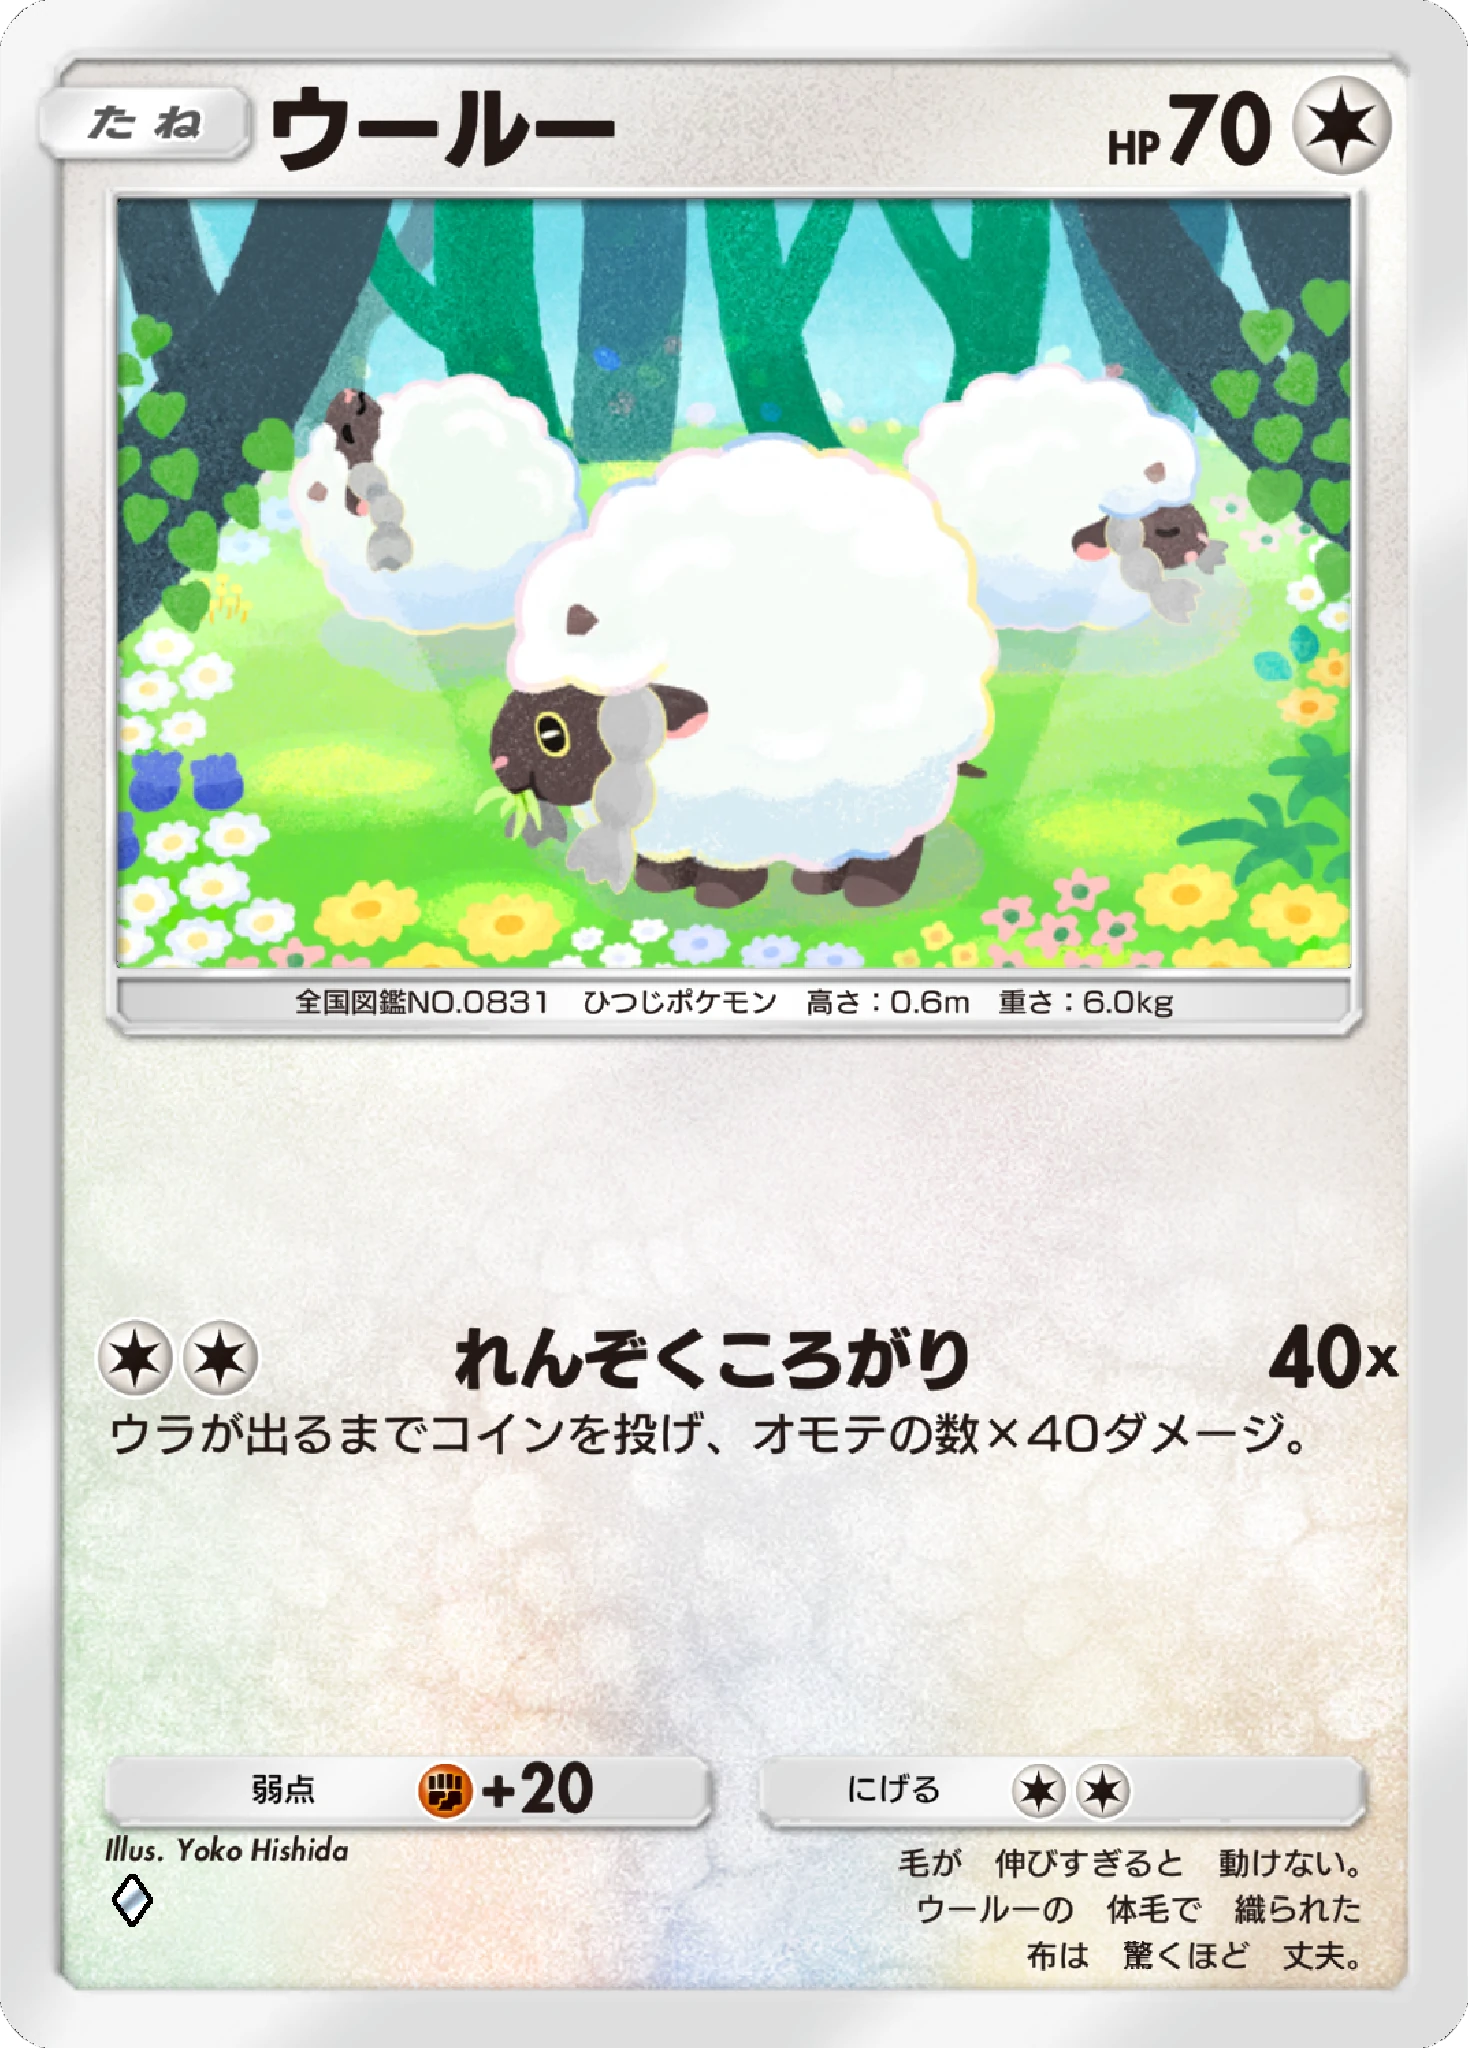 たね ウールー HP70
全国図鑑NO.0831 ひつじポケモン 高さ:0.6m 重さ:6.0kg
れんぞくころがり 40x
ウラが出るまでコインを投げ、オモテの数×40ダメージ。
弱点 +20 にげる
Illus. Yoko Hishida
毛が 伸びすぎると 動けない。
ウールーの 体毛で 織られた
布は 驚くほど 丈夫。